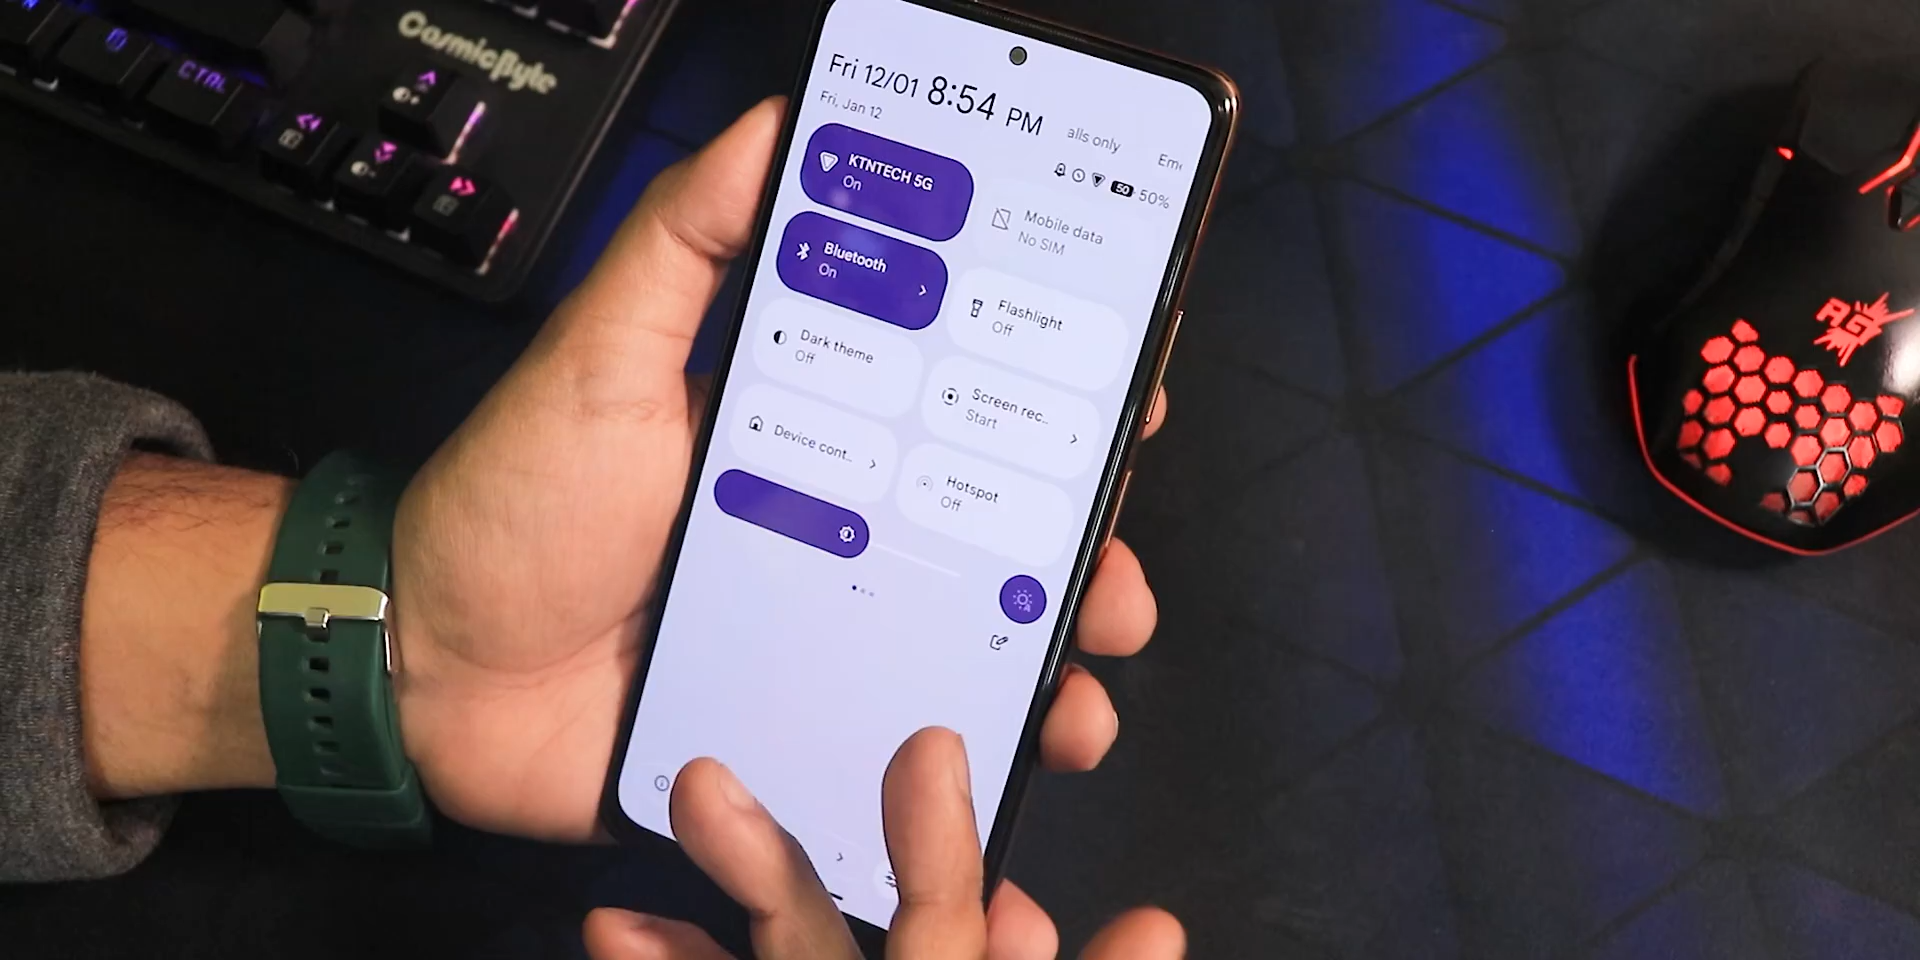 CosmicByte
CTRL
Fri 12/01 8:54 PM
Fri, Jan 12
alls only
Em
50 50%
KTNTECH 5G
On
Mobile data
No SIM
Bluetooth
On
Flashlight
Off
Dark theme
Off
Screen rec..
Start
Device cont..
Hotspot
Off